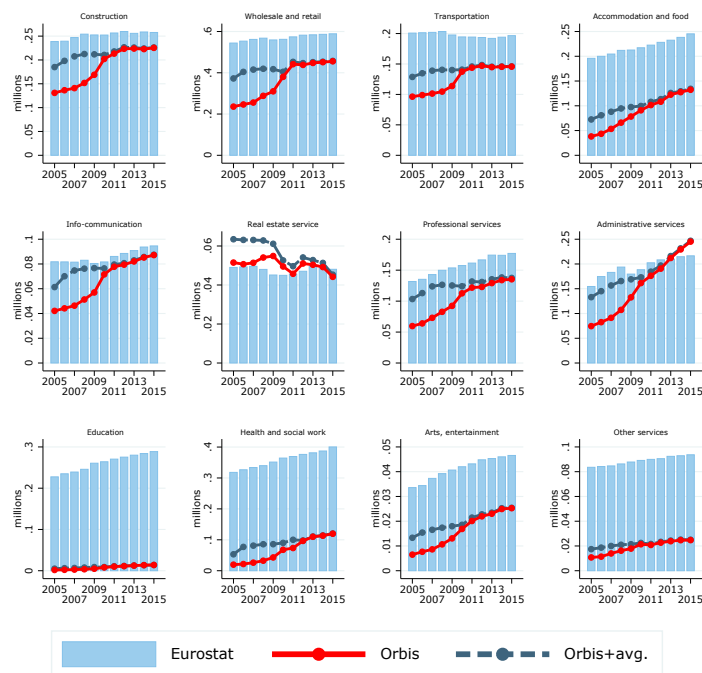 Construction
Wholesale and retail
Transportation
Accommodation and food
millions
0 .05 .1 .15 .2 .25
2005 2009 2013
2007 2011 2015
millions
0 .2 .4 .6
2005 2009 2013
2007 2011 2015
millions
0 .05 .1 .15 .2
2005 2009 2013
2007 2011 2015
millions
0 .05 .1 .15 .2 .25
2005 2009 2013
2007 2011 2015
Info-communication
Real estate service
Professional services
Administrative services
millions
0 .02 .04 .06 .08 .1
2005 2009 2013
2007 2011 2015
millions
0 .02 .04 .06
2005 2009 2013
2007 2011 2015
millions
0 .05 .1 .15 .2
2005 2009 2013
2007 2011 2015
millions
0 .05 .1 .15 .2 .25
2005 2009 2013
2007 2011 2015
Education
Health and social work
Arts, entertainment
Other services
millions
0 .1 .2 .3
2005 2009 2013
2007 2011 2015
millions
0 .1 .2 .3 .4
2005 2009 2013
2007 2011 2015
millions
0 .01 .02 .03 .04 .05
2005 2009 2013
2007 2011 2015
millions
0 .02 .04 .06 .08 .1
2005 2009 2013
2007 2011 2015
Eurostat Orbis Orbis+avg.